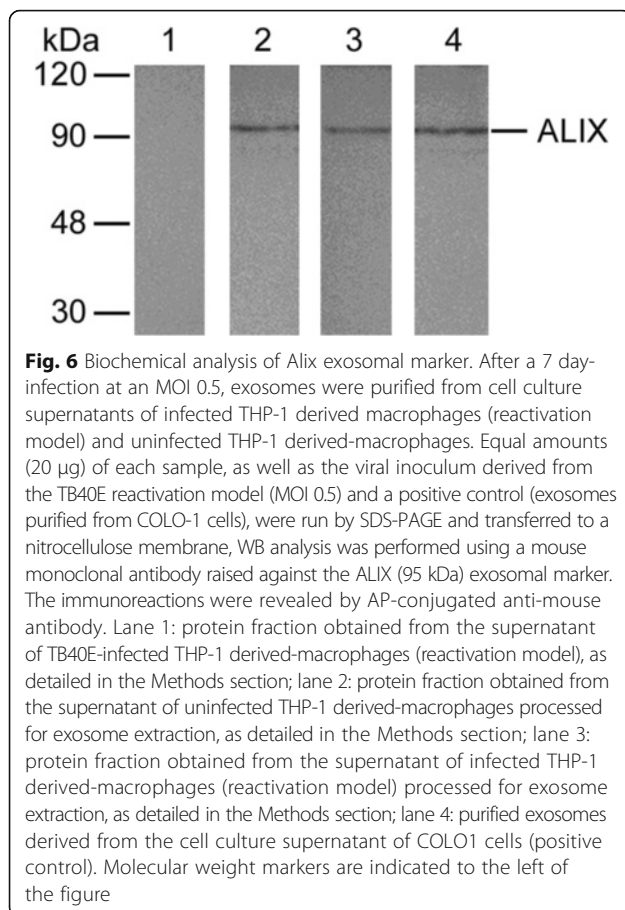 kDa 1 2 3 4
120
90 ALIX
48
30
Fig. 6 Biochemical analysis of Alix exosomal marker. After a 7 day-
infection at an MOI 0.5, exosomes were purified from cell culture
supernatants of infected THP-1 derived macrophages (reactivation
model) and uninfected THP-1 derived-macrophages. Equal amounts
(20 μg) of each sample, as well as the viral inoculum derived from
the TB40E reactivation model (MOI 0.5) and a positive control (exosomes
purified from COLO-1 cells), were run by SDS-PAGE and transferred to a
nitrocellulose membrane, WB analysis was performed using a mouse
monoclonal antibody raised against the ALIX (95 kDa) exosomal marker.
The immunoreactions were revealed by AP-conjugated anti-mouse
antibody. Lane 1: protein fraction obtained from the supernatant
of TB40E-infected THP-1 derived-macrophages (reactivation model), as
detailed in the Methods section; lane 2: protein fraction obtained from
the supernatant of uninfected THP-1 derived-macrophages processed
for exosome extraction, as detailed in the Methods section; lane 3:
protein fraction obtained from the supernatant of infected THP-1
derived-macrophages (reactivation model) processed for exosome
extraction, as detailed in the Methods section; lane 4: purified exosomes
derived from the cell culture supernatant of COLO1 cells (positive
control). Molecular weight markers are indicated to the left of
the figure